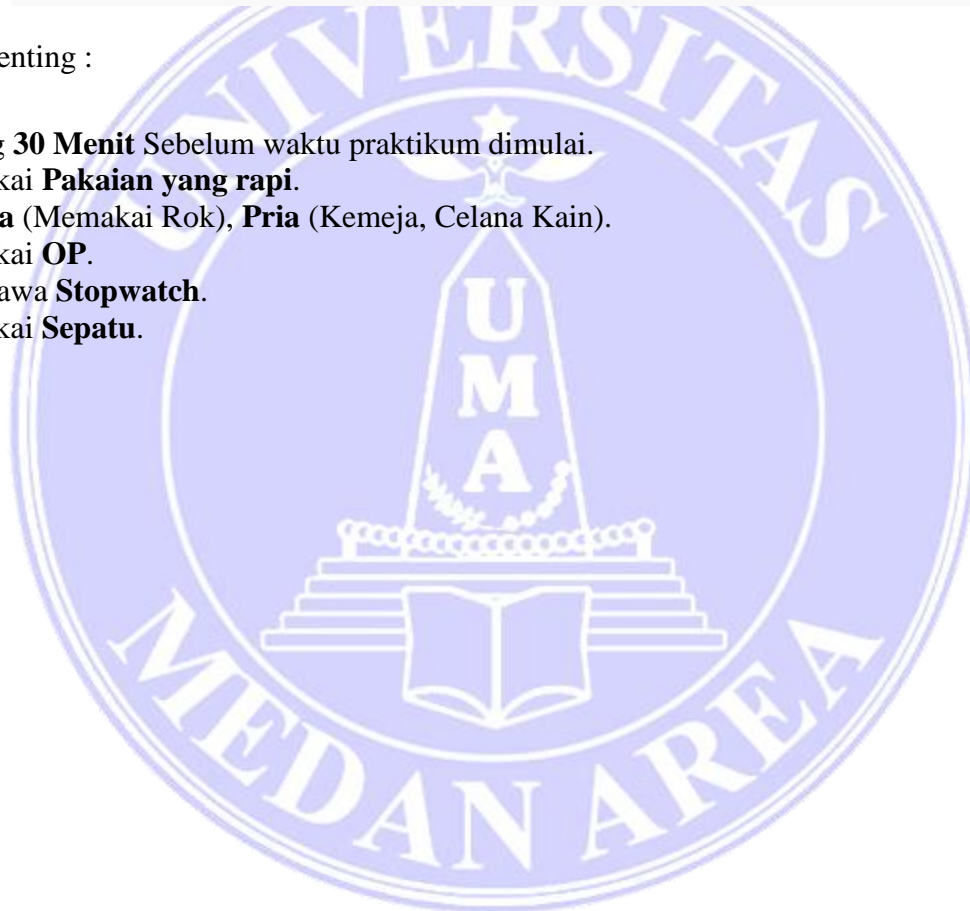 enting :
g 30 Menit Sebelum waktu praktikum dimulai.
kai Pakaian yang rapi.
a (Memakai Rok), Pria (Kemeja, Celana Kain).
kai OP.
awa Stopwatch.
kai Sepatu.
UNIVERSITAS
U
M
A
MEDAN AREA